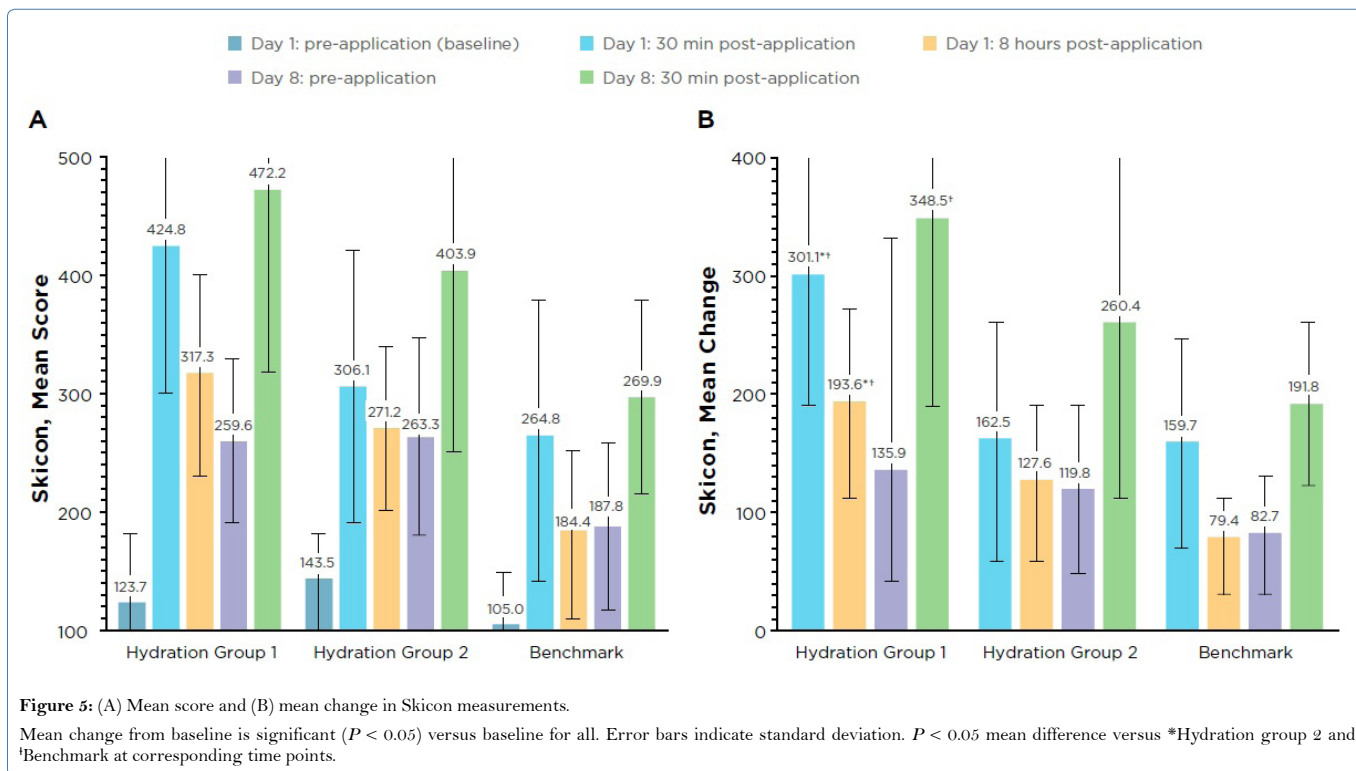 Day 1: pre-application (baseline)
Day 1: 30 min post-application
Day 1: 8 hours post-application
Day 8: pre-application
Day 8: 30 min post-application
A
Skicon, Mean Score
500
400
300
200
100
123.7
424.8
317.3
259.6
472.2
143.5
306.1
271.2
263.3
403.9
105.0
264.8
184.4
187.8
269.9
Hydration Group 1
Hydration Group 2
Benchmark
B
Skicon, Mean Change
400
300
200
100
0
301.1*†
193.6*†
135.9
348.5†
162.5
127.6
119.8
260.4
159.7
79.4
82.7
191.8
Hydration Group 1
Hydration Group 2
Benchmark
Figure 5: (A) Mean score and (B) mean change in Skicon measurements.
Mean change from baseline is significant (P < 0.05) versus baseline for all. Error bars indicate standard deviation. P < 0.05 mean difference versus *Hydration group 2 and
†Benchmark at corresponding time points.